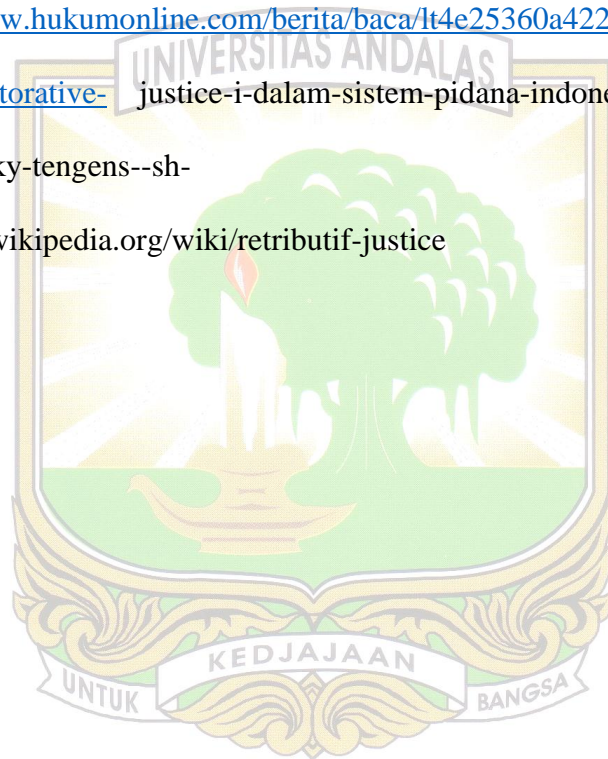 w.hukumonline.com/berita/baca/lt4e25360a422
UNIVERSITAS ANDALAS
torative- justice-i-dalam-sistem-pidana-indone
ky-tengens--sh-
wikipedia.org/wiki/retributif-justice
KEDJAJAAN
UNTUK BANGSA